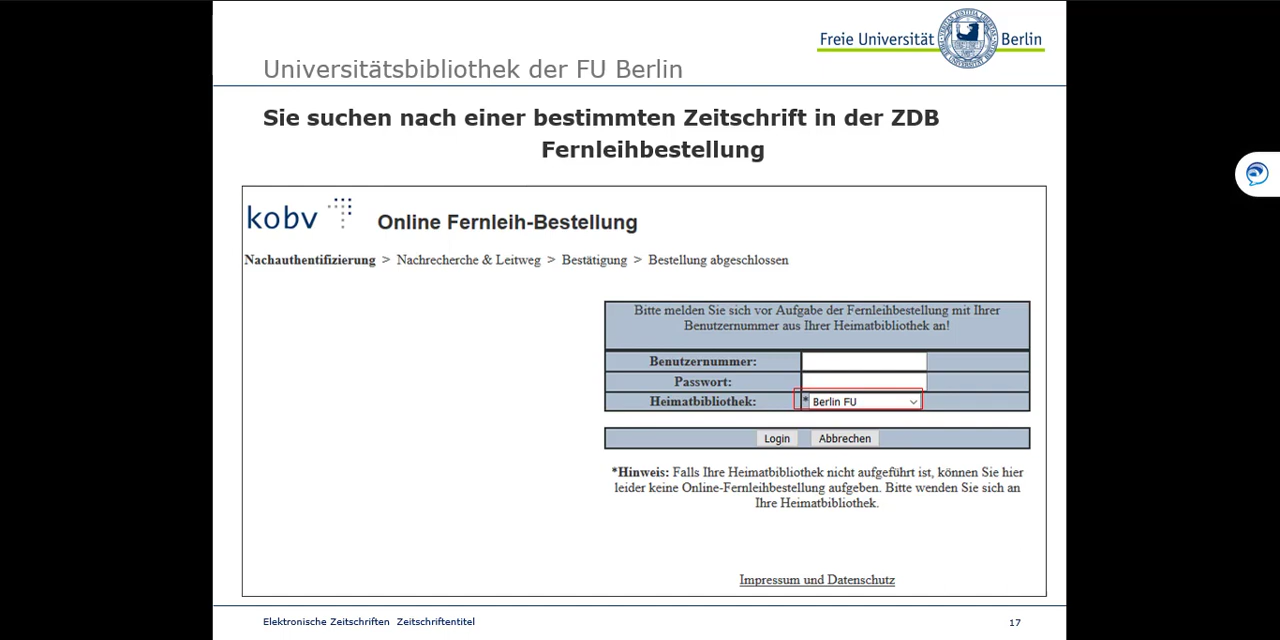 Freie Universität Berlin
Universitätsbibliothek der FU Berlin
Sie suchen nach einer bestimmten Zeitschrift in der ZDB
Fernleihbestellung
kobv Online Fernleih-Bestellung
Nachauthentifizierung > Nachrecherche & Leitweg > Bestätigung > Bestellung abgeschlossen
Bitte melden Sie sich vor Aufgabe der Fernleihbestellung mit Ihrer
Benutzernummer aus Ihrer Heimatbibliothek an!
Benutzernummer:
Passwort:
Heimatbibliothek: * Berlin FU
Login Abbrechen
*Hinweis: Falls Ihre Heimatbibliothek nicht aufgeführt ist, können Sie hier
leider keine Online-Fernleihbestellung aufgeben. Bitte wenden Sie sich an
Ihre Heimatbibliothek.
Impressum und Datenschutz
Elektronische Zeitschriften Zeitschriftentitel 17